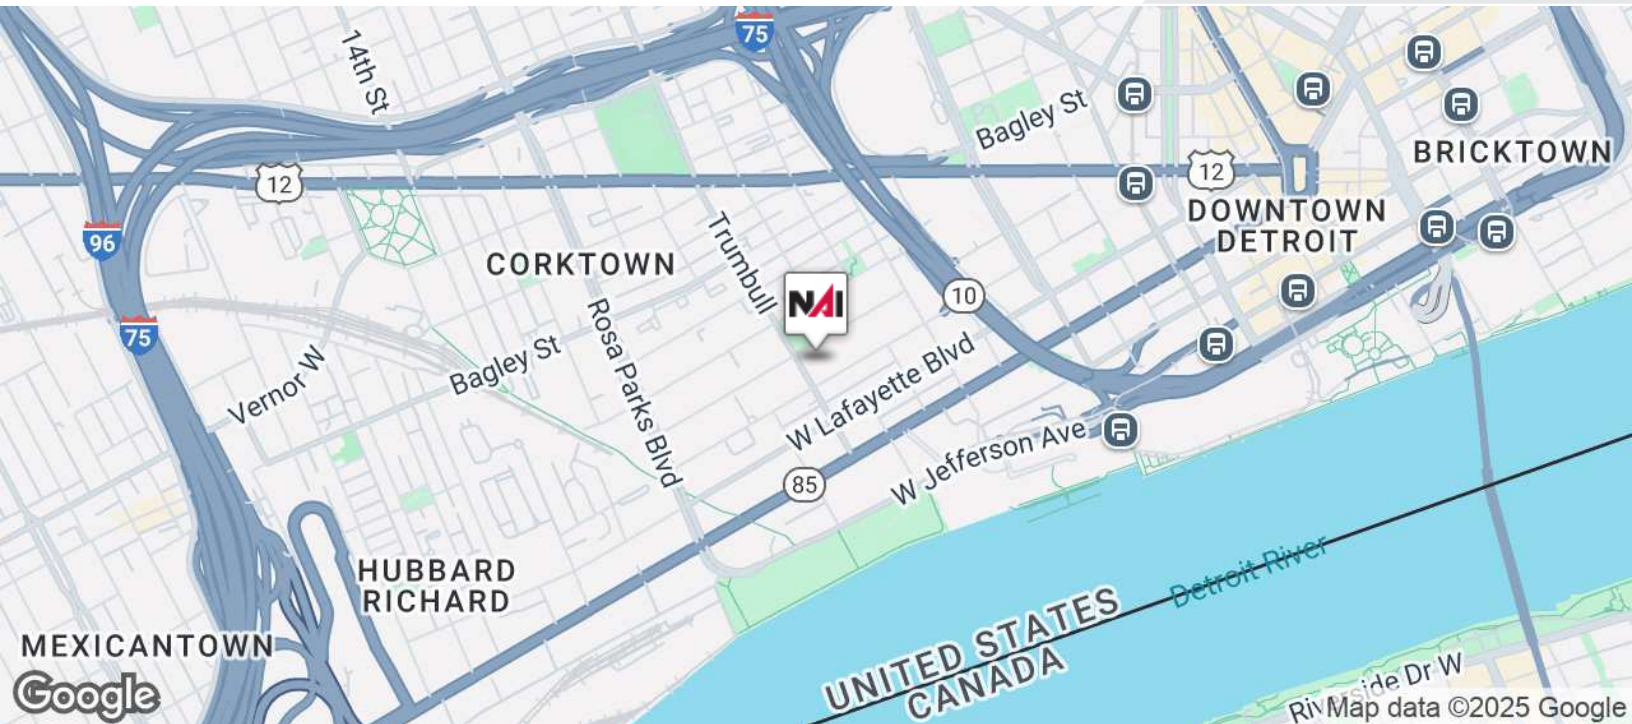 75
14th St
Bagley St
12
12
BRICKTOWN
DOWNTOWN
DETROIT
96
CORKTOWN
Trumbull
NAI
10
75
Rosa Parks Blvd
Bagley St
Vernor W
W Lafayette Blvd
W Jefferson Ave
85
HUBBARD
RICHARD
Detroit River
UNITED STATES
CANADA
MEXICANTOWN
Riverside Dr W
Google
Map data ©2025 Google